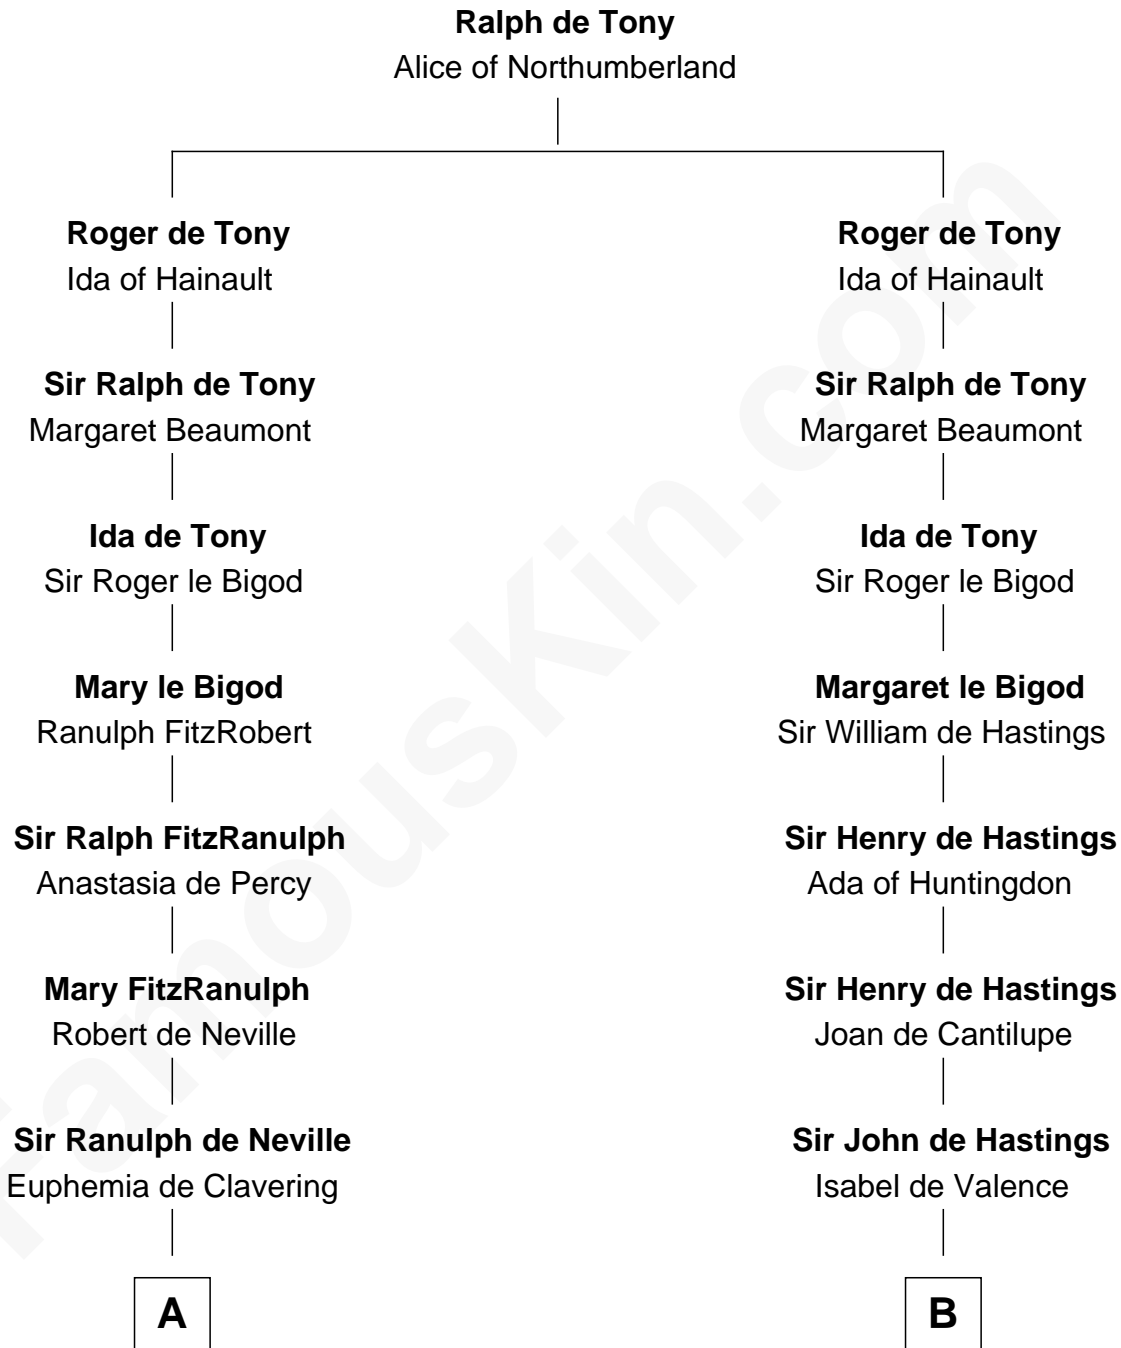 Ralph de Tony
Alice of Northumberland
Roger de Tony
Ida of Hainault
Sir Ralph de Tony
Margaret Beaumont
Ida de Tony
Sir Roger le Bigod
Mary le Bigod
Ranulph FitzRobert
Sir Ralph FitzRanulph
Anastasia de Percy
Mary FitzRanulph
Robert de Neville
Sir Ranulph de Neville
Euphemia de Clavering
A
Roger de Tony
Ida of Hainault
Sir Ralph de Tony
Margaret Beaumont
Ida de Tony
Sir Roger le Bigod
Margaret le Bigod
Sir William de Hastings
Sir Henry de Hastings
Ada of Huntingdon
Sir Henry de Hastings
Joan de Cantilupe
Sir John de Hastings
Isabel de Valence
B
FamousKin.com